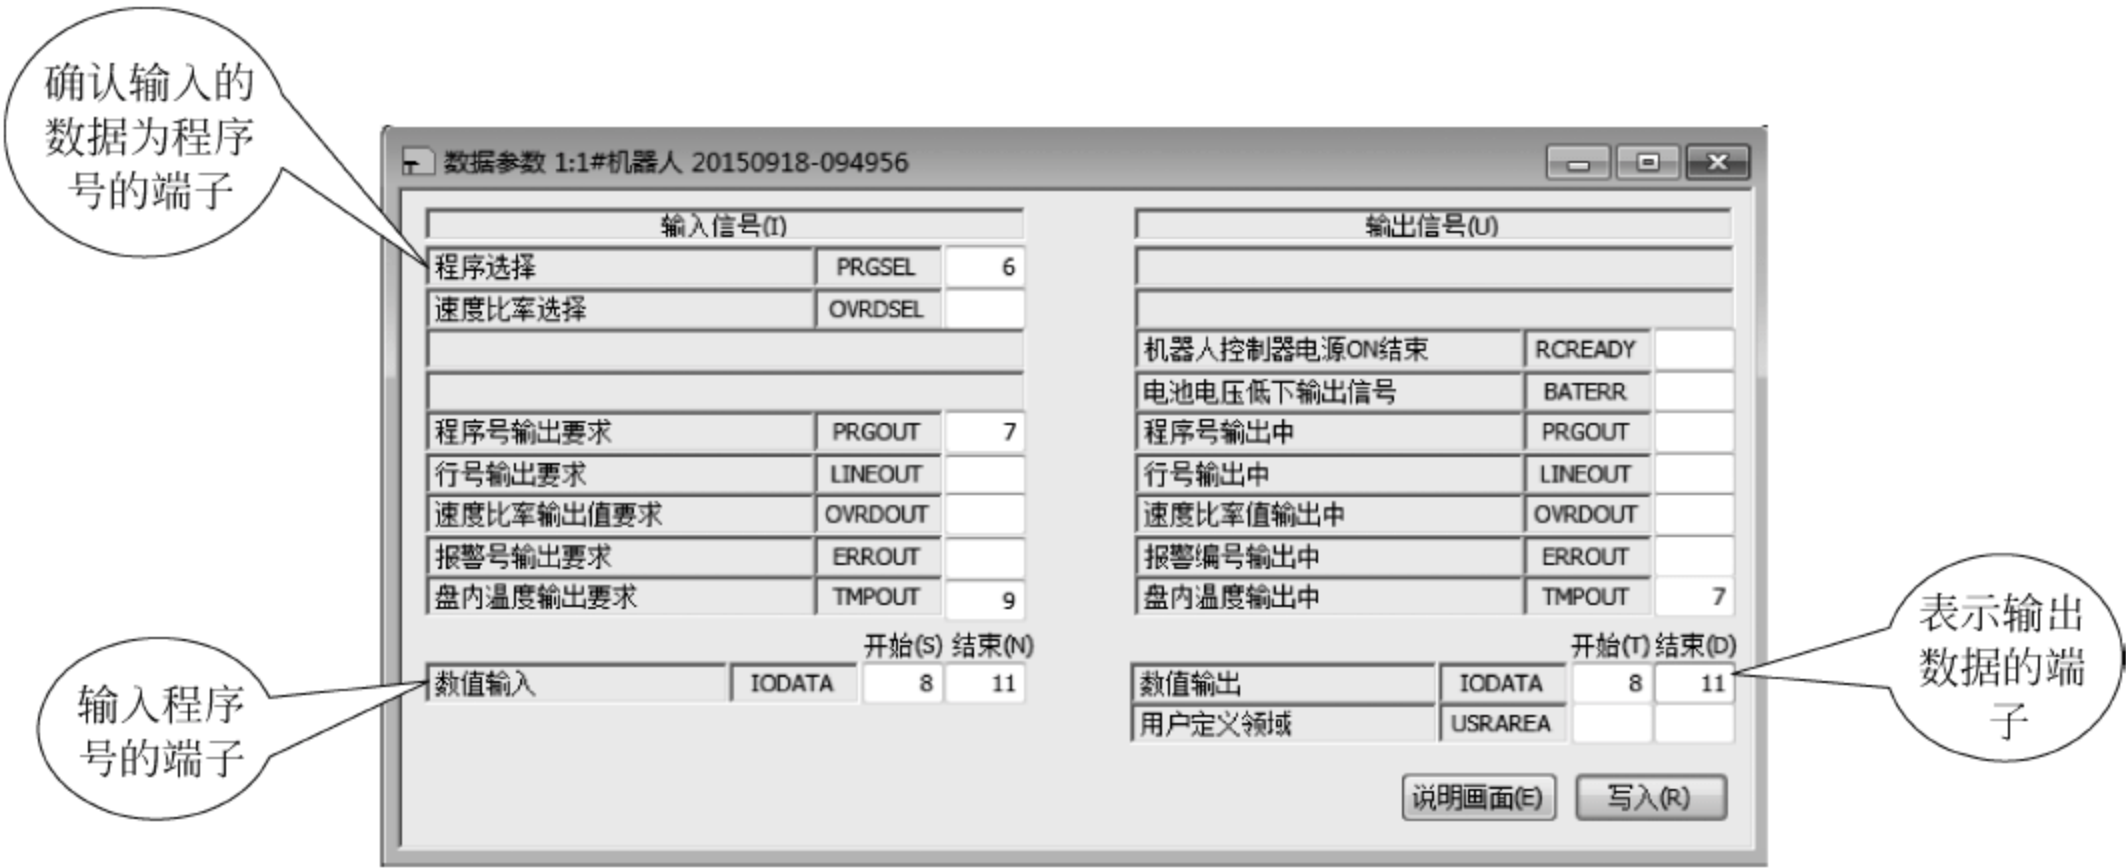 确认输入的
数据为程序
号的端子
数据参数 1:1#机器人 20150918-094956
输入信号(I)
程序选择 PRGSEL 6
速度比率选择 OVRDSEL
程序号输出要求 PRGOUT 7
行号输出要求 LINEOUT
速度比率输出值要求 OVRDOUT
报警号输出要求 ERROUT
盘内温度输出要求 TMPOUT 9
开始(S) 结束(N)
数值输入 IODATA 8 11
输入程序
号的端子
输出信号(U)
机器人控制器电源ON结束 RCREADY
电池电压低下输出信号 BATERR
程序号输出中 PRGOUT
行号输出中 LINEOUT
速度比率值输出中 OVRDOUT
报警编号输出中 ERROUT
盘内温度输出中 TMPOUT 7
开始(T) 结束(D)
数值输出 IODATA 8 11
用户定义领域 USRAREA
说明画面(E) 写入(R)
表示输出
数据的端
子